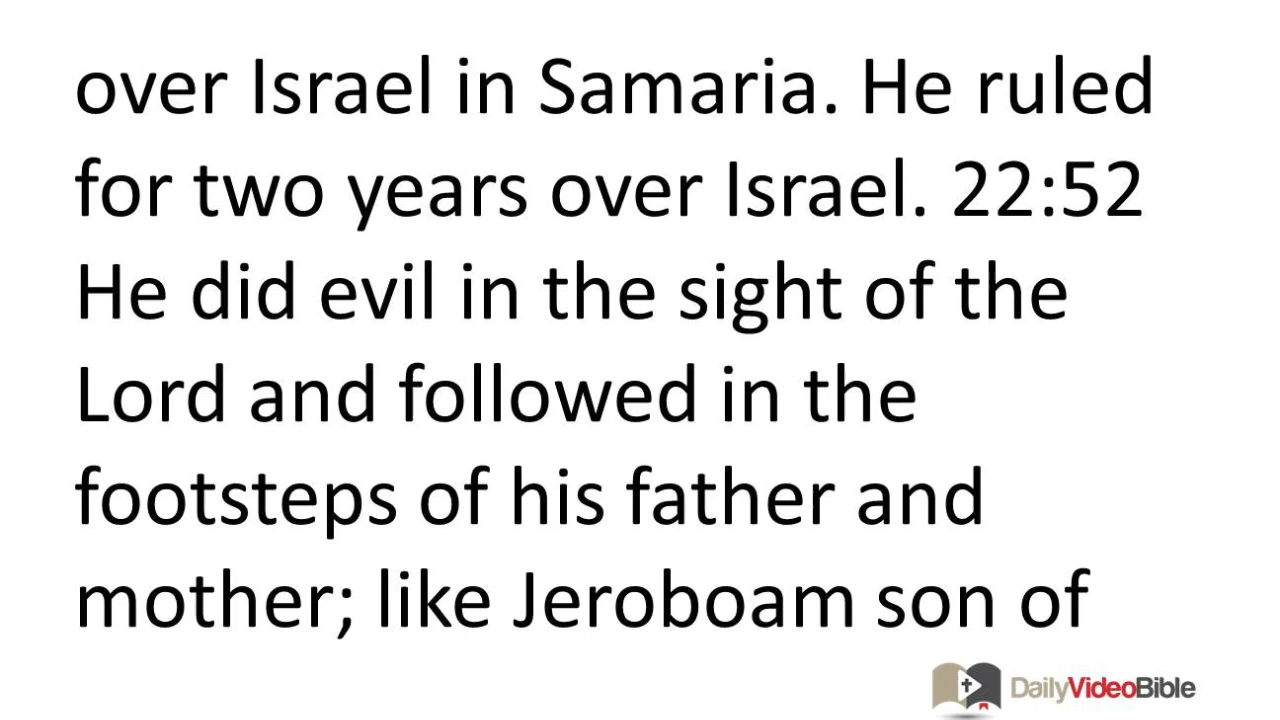 over Israel in Samaria. He ruled
for two years over Israel. 22:52
He did evil in the sight of the
Lord and followed in the
footsteps of his father and
mother; like Jeroboam son of
DailyVideoBible